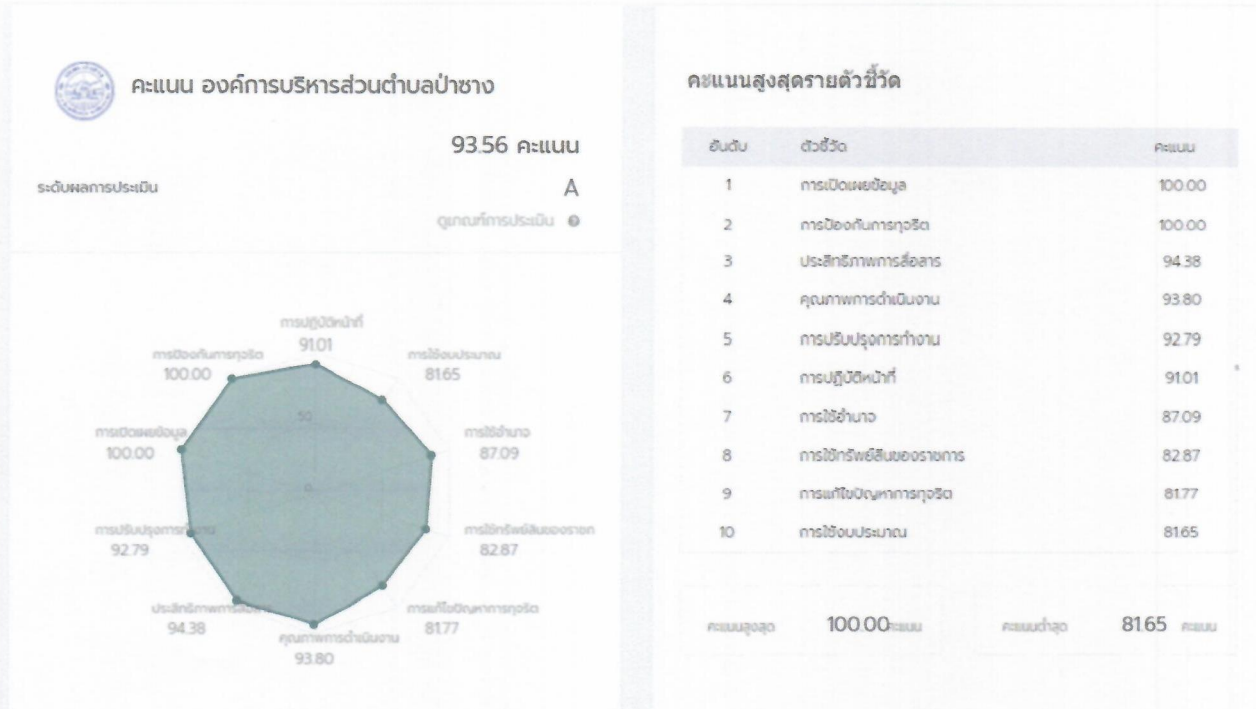 คะแนน องค์การบริหารส่วนตำบลป่าซาง
93.56 คะแนน
ระดับผลการประเมิน A
ดูเกณฑ์การประเมิน
การปฏิบัติหน้าที่
91.01
การป้องกันการทุจริต
100.00
การใช้งบประมาณ
81.65
50
การเปิดเผยข้อมูล
100.00
การใช้อำนาจ
87.09
0
การปรับปรุงการทำงาน
92.79
การใช้ทรัพย์สินของราชก
82.87
ประสิทธิภาพการสื่อส
94.38
การแก้ไขปัญหาการทุจริต
81.77
คุณภาพการดำเนินงาน
93.80
คะแนนสูงสุดรายตัวชี้วัด
อันดับ ตัวชี้วัด คะแนน
1 การเปิดเผยข้อมูล 100.00
2 การป้องกันการทุจริต 100.00
3 ประสิทธิภาพการสื่อสาร 94.38
4 คุณภาพการดำเนินงาน 93.80
5 การปรับปรุงการทำงาน 92.79
6 การปฏิบัติหน้าที่ 91.01
7 การใช้อำนาจ 87.09
8 การใช้ทรัพย์สินของราชการ 82.87
9 การแก้ไขปัญหาการทุจริต 81.77
10 การใช้งบประมาณ 81.65
คะแนนสูงสุด 100.00 คะแนน คะแนนต่ำสุด 81.65 คะแนน